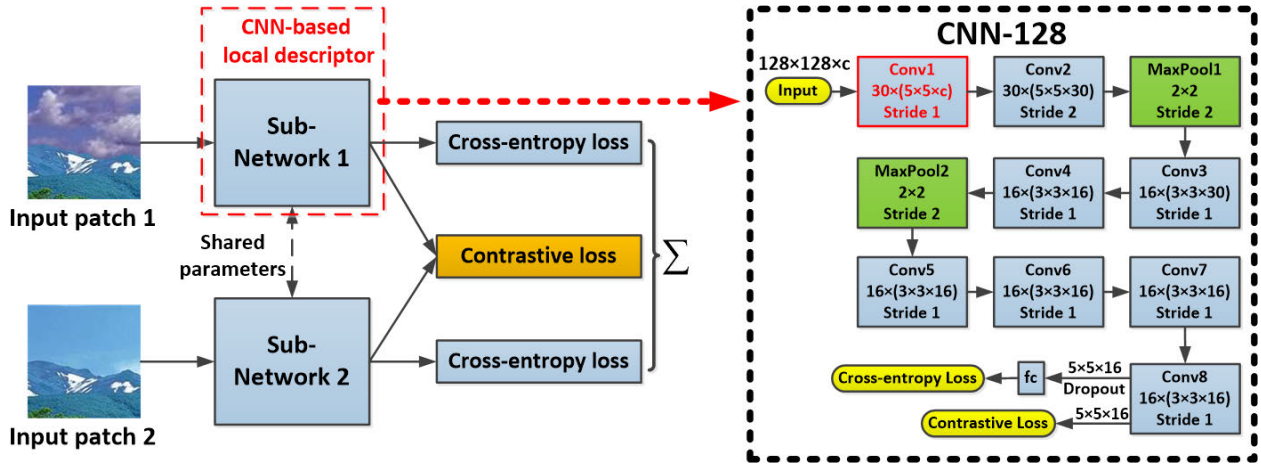 CNN-based
local descriptor
Sub-
Network 1
Input patch 1
Shared
parameters
Sub-
Network 2
Input patch 2
Cross-entropy loss
Contrastive loss
Cross-entropy loss
∑
CNN-128
128×128×c
Input
Conv1
30×(5×5×c)
Stride 1
Conv2
30×(5×5×30)
Stride 2
MaxPool1
2×2
Stride 2
MaxPool2
2×2
Stride 2
Conv4
16×(3×3×16)
Stride 1
Conv3
16×(3×3×30)
Stride 1
Conv5
16×(3×3×16)
Stride 1
Conv6
16×(3×3×16)
Stride 1
Conv7
16×(3×3×16)
Stride 1
Cross-entropy Loss
fc
5×5×16
Dropout
Conv8
16×(3×3×16)
Stride 1
Contrastive Loss
5×5×16